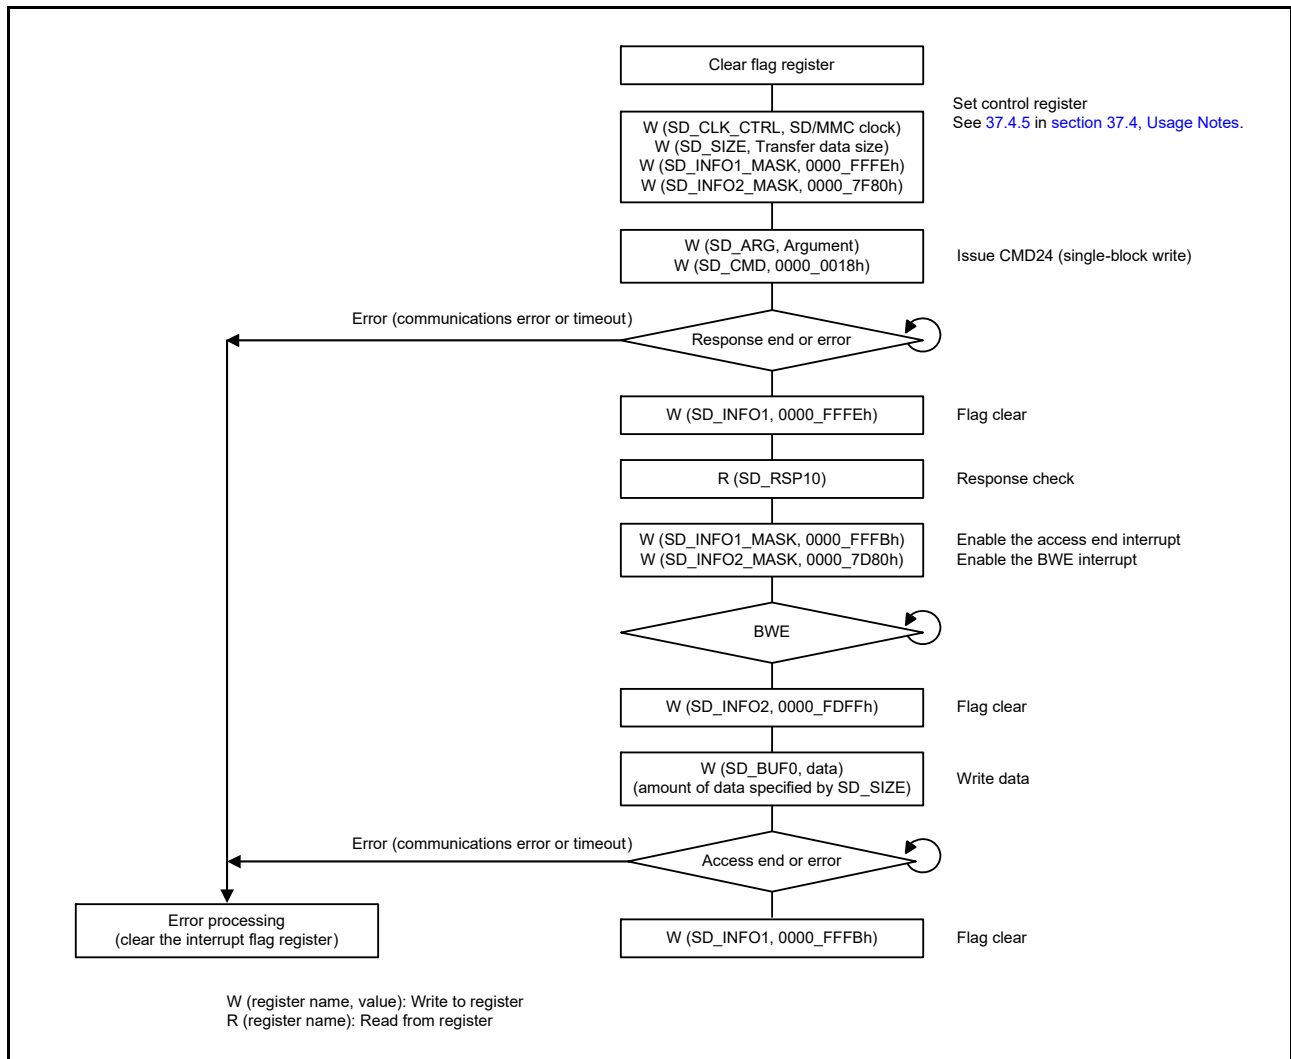 Clear flag register
Set control register
See 37.4.5 in section 37.4, Usage Notes.
W (SD_CLK_CTRL, SD/MMC clock)
W (SD_SIZE, Transfer data size)
W (SD_INFO1_MASK, 0000_FFFEh)
W (SD_INFO2_MASK, 0000_7F80h)
W (SD_ARG, Argument)
W (SD_CMD, 0000_0018h)
Issue CMD24 (single-block write)
Error (communications error or timeout)
Response end or error
W (SD_INFO1, 0000_FFFEh)
Flag clear
R (SD_RSP10)
Response check
W (SD_INFO1_MASK, 0000_FFFBh)
W (SD_INFO2_MASK, 0000_7D80h)
Enable the access end interrupt
Enable the BWE interrupt
BWE
W (SD_INFO2, 0000_FDFFh)
Flag clear
W (SD_BUF0, data)
(amount of data specified by SD_SIZE)
Write data
Error (communications error or timeout)
Access end or error
Error processing
(clear the interrupt flag register)
W (SD_INFO1, 0000_FFFBh)
Flag clear
W (register name, value): Write to register
R (register name): Read from register